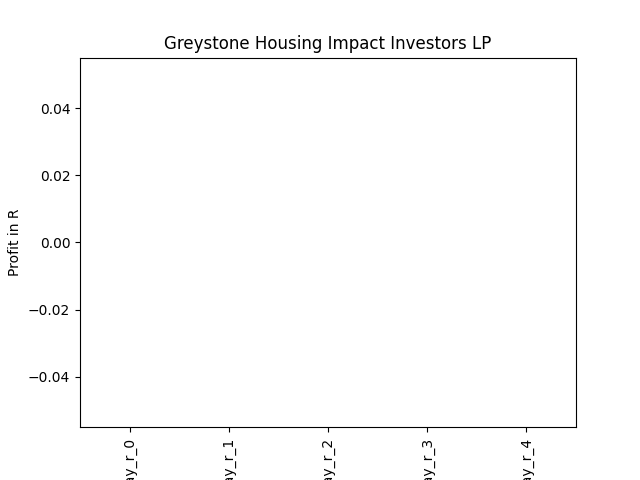 Greystone Housing Impact Investors LP
Profit in R
0.04
0.02
0.00
−0.02
−0.04
ay_r_0
ay_r_1
ay_r_2
ay_r_3
ay_r_4